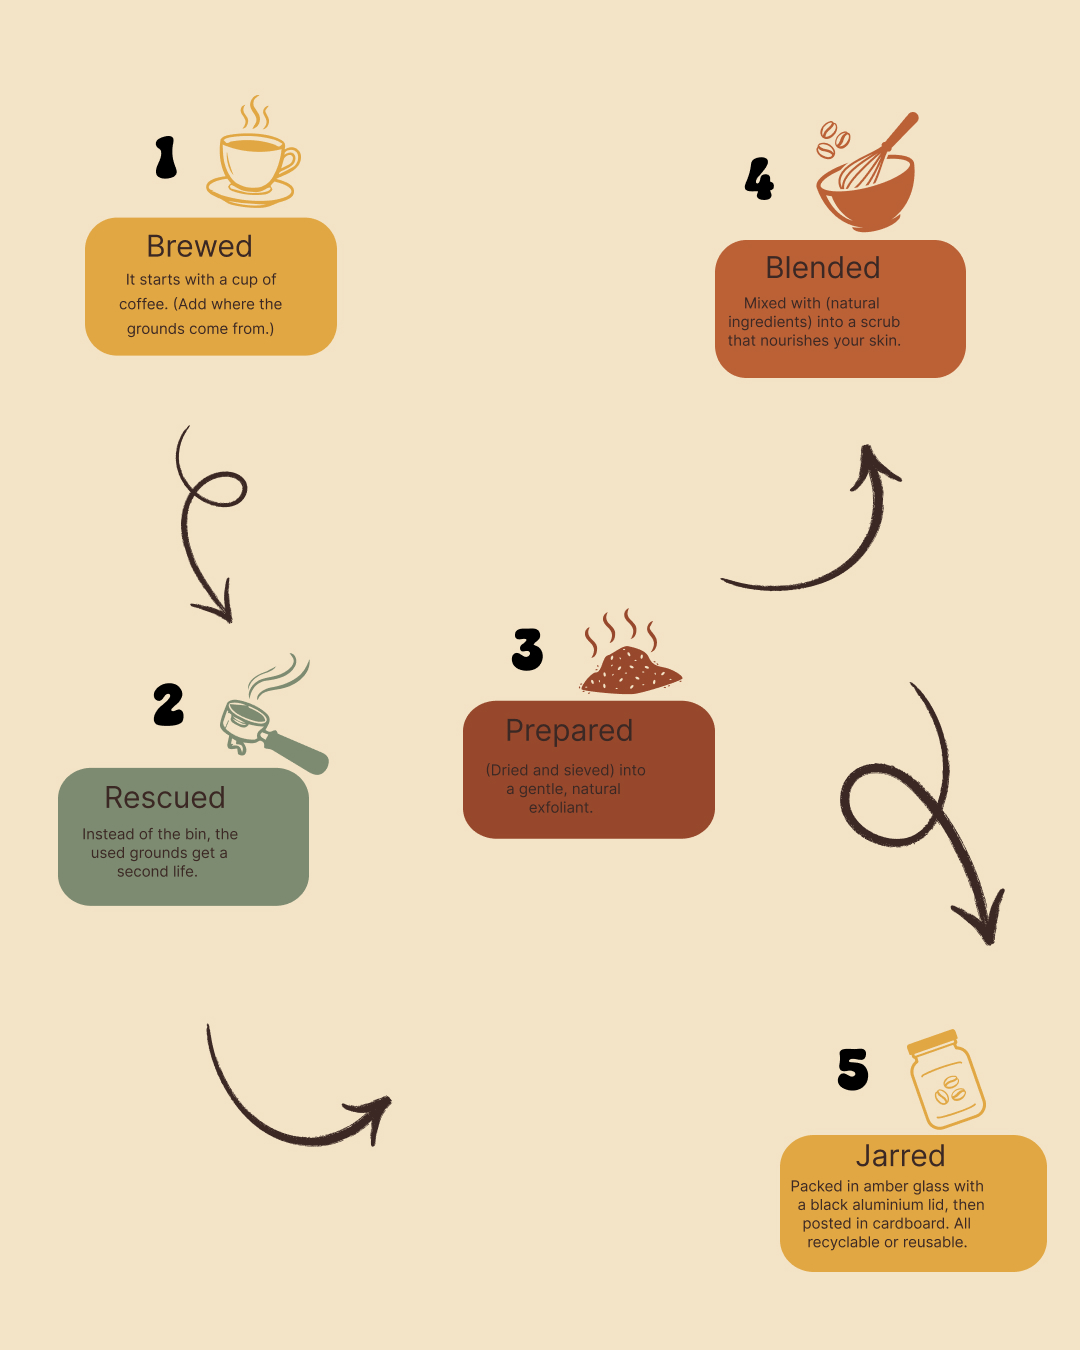 1
Brewed
It starts with a cup of
coffee. (Add where the
grounds come from.)
2
Rescued
Instead of the bin, the
used grounds get a
second life.
3
Prepared
(Dried and sieved) into
a gentle, natural
exfoliant.
4
Blended
Mixed with (natural
ingredients) into a scrub
that nourishes your skin.
5
Jarred
Packed in amber glass with
a black aluminium lid, then
posted in cardboard. All
recyclable or reusable.